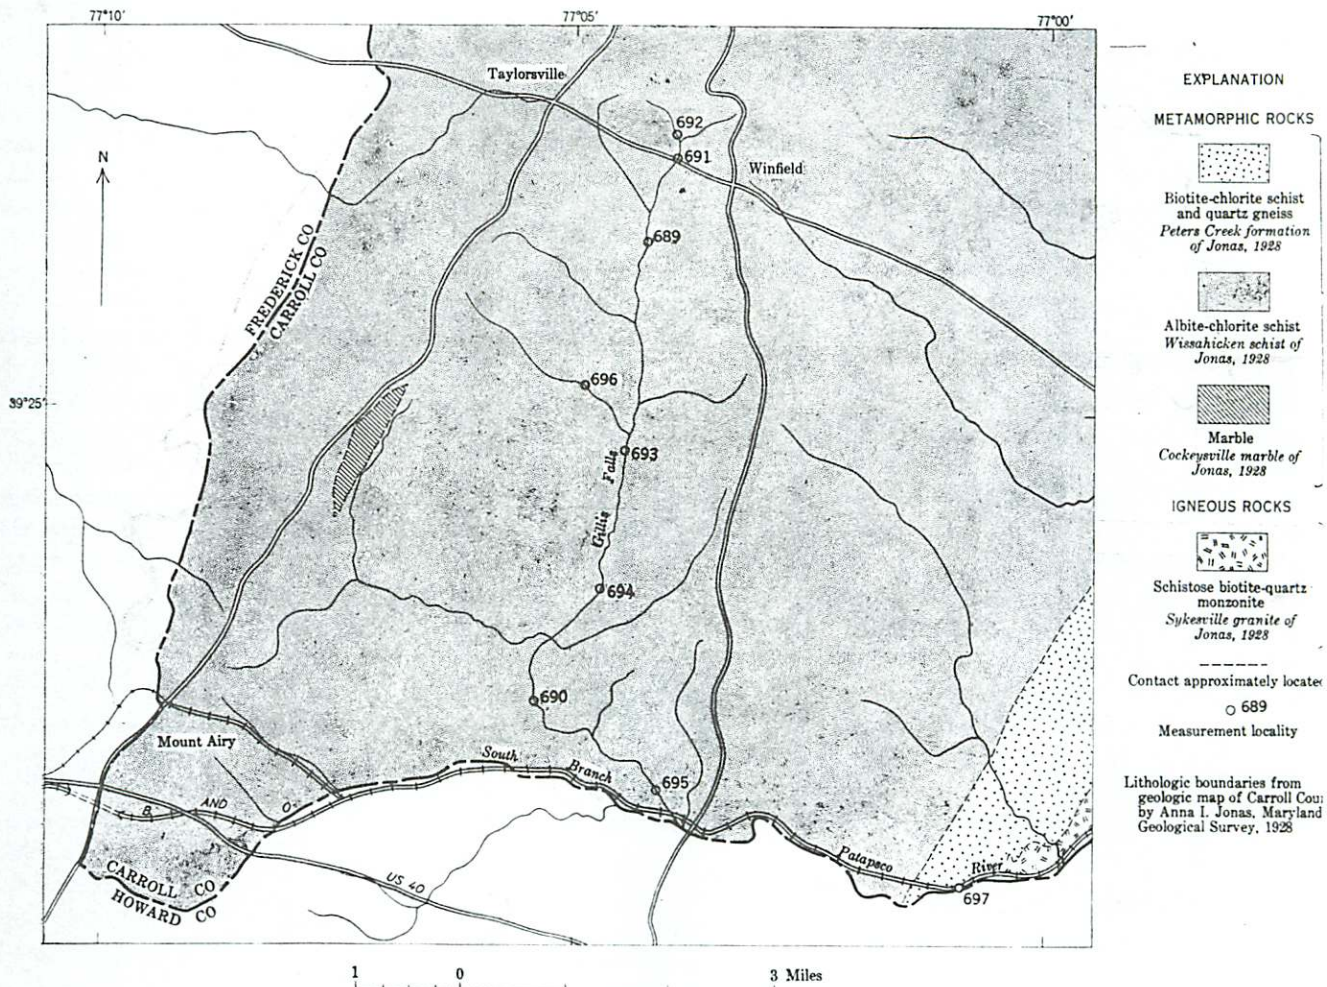 77°10'
77°05'
77°00'
Taylorsville
692
691
Winfield
N
689
FREDERICK CO
CARROLL CO
696
39°25'
693
Gillis Falls
694
690
Mount Airy
South Branch
695
B. AND O.
Patapsco River
US 40
CARROLL CO
HOWARD CO
697
1 0 3 Miles
EXPLANATION
METAMORPHIC ROCKS
Biotite-chlorite schist
and quartz gneiss
Peters Creek formation
of Jonas, 1928
Albite-chlorite schist
Wissahicken schist of
Jonas, 1928
Marble
Cockeysville marble of
Jonas, 1928
IGNEOUS ROCKS
Schistose biotite-quartz
monzonite
Sykesville granite of
Jonas, 1928
Contact approximately locate
689
Measurement locality
Lithologic boundaries from
geologic map of Carroll Cou
by Anna I. Jonas, Maryland
Geological Survey, 1928